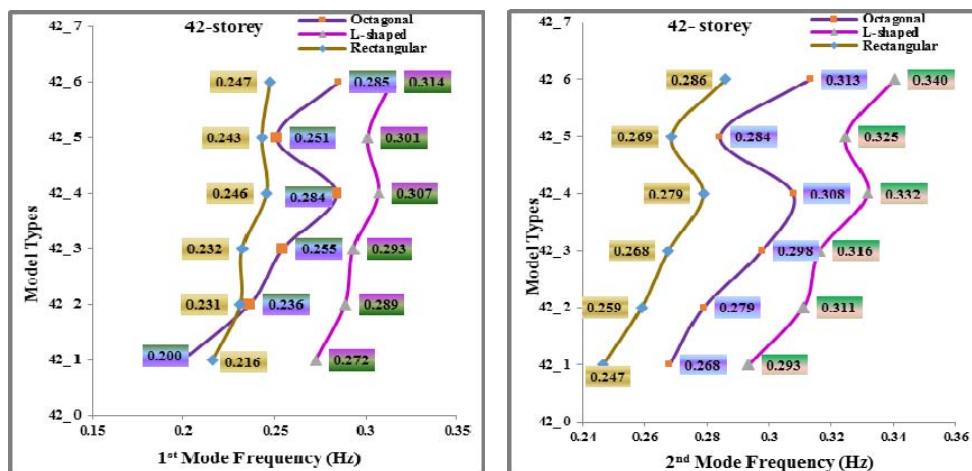 42-storey
Octagonal
L-shaped
Rectangular
42_7
42_6
42_5
42_4
42_3
42_2
42_1
42_0
Model Types
0.247 0.285 0.314
0.243 0.251 0.301
0.246 0.284 0.307
0.232 0.255 0.293
0.231 0.236 0.289
0.200 0.216 0.272
0.15 0.2 0.25 0.3 0.35
1st Mode Frequency (Hz)
42- storey
Octagonal
L-shaped
Rectangular
42_7
42_6
42_5
42_4
42_3
42_2
42_1
42_0
Model Types
0.286 0.313 0.340
0.269 0.284 0.325
0.279 0.308 0.332
0.268 0.298 0.316
0.259 0.279 0.311
0.247 0.268 0.293
0.24 0.26 0.28 0.3 0.32 0.34 0.36
2nd Mode Frequency (Hz)